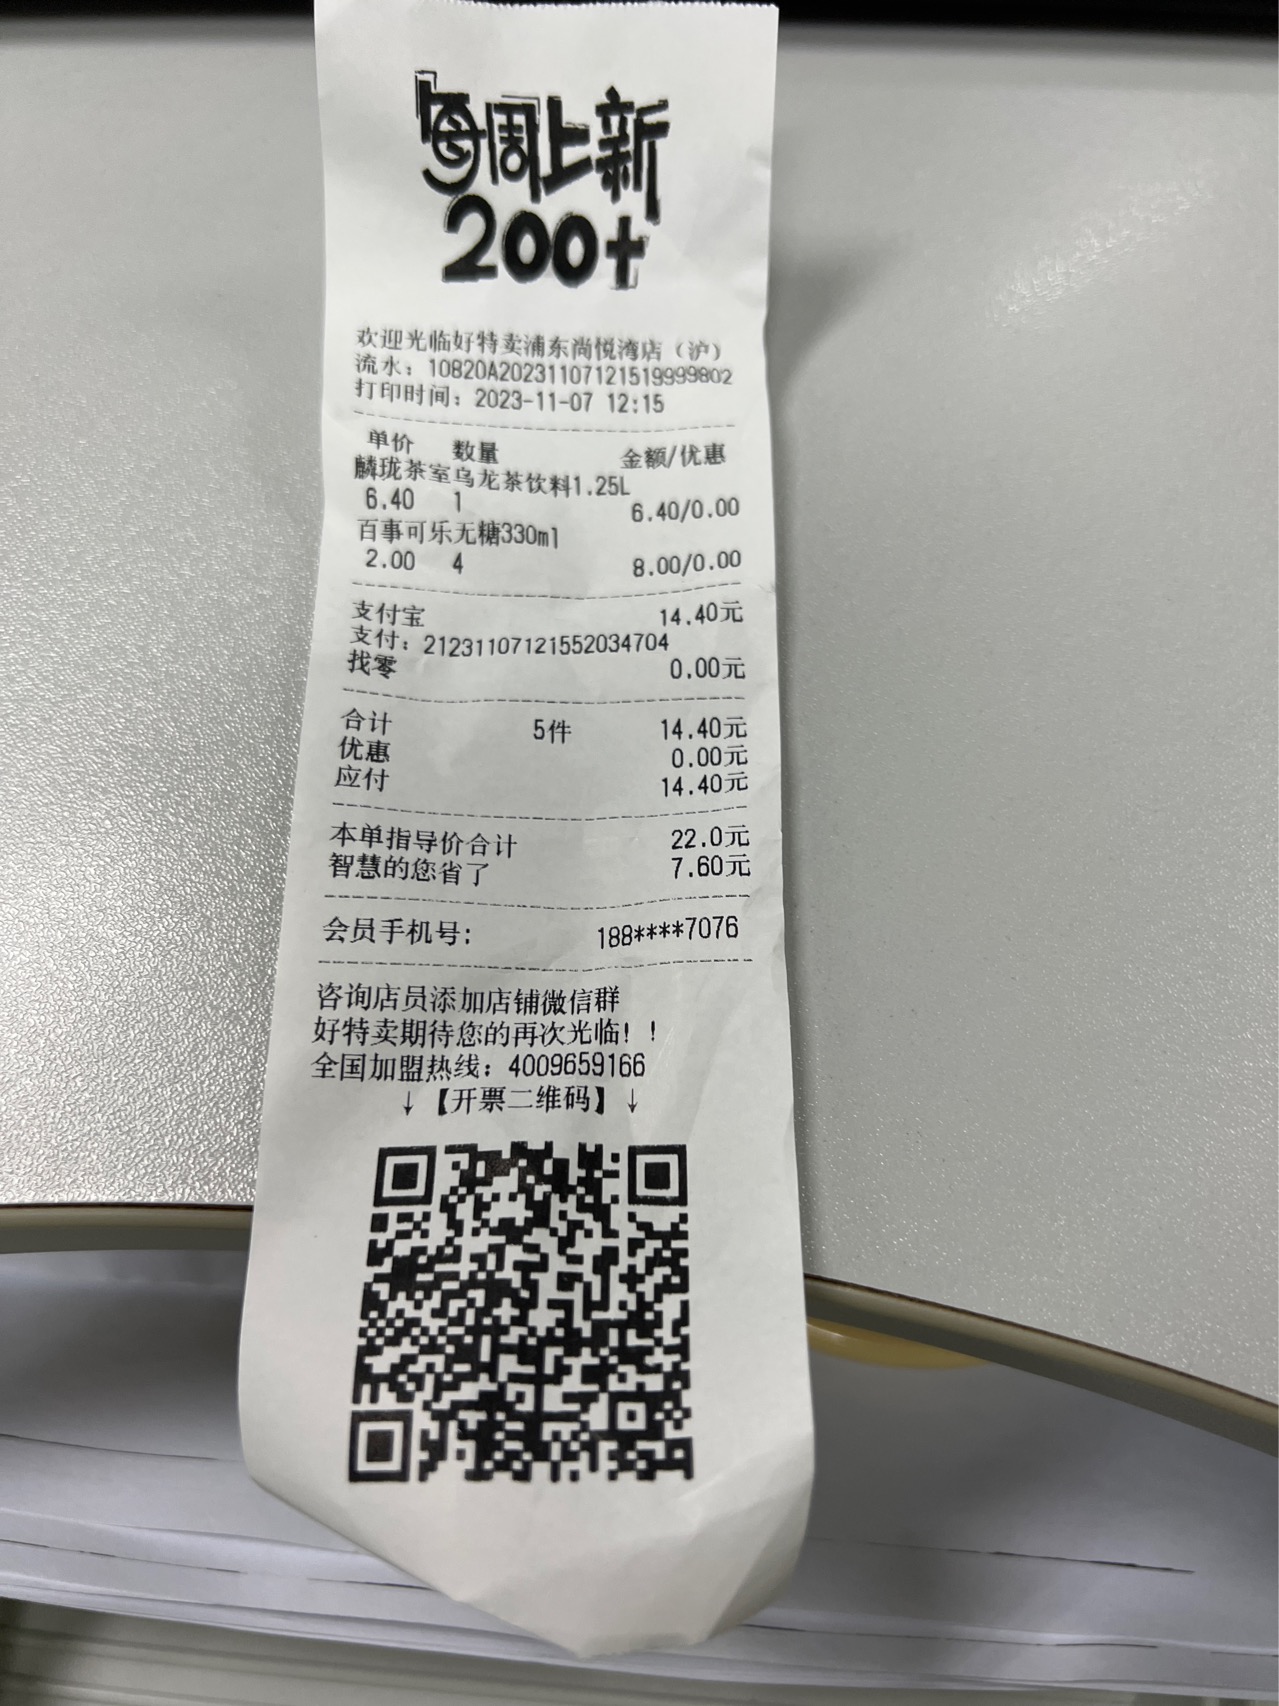 每周上新
200+
欢迎光临好特卖浦东尚悦湾店（沪）
流水：10820A20231107121519999802
打印时间：2023-11-07 12:15
单价 数量 金额/优惠
麟珑茶室乌龙茶饮料1.25L
6.40 1 6.40/0.00
百事可乐无糖330ml
2.00 4 8.00/0.00
支付宝 14.40元
支付：21231107121552034704
找零 0.00元
合计 5件 14.40元
优惠 0.00元
应付 14.40元
本单指导价合计 22.0元
智慧的您省了 7.60元
会员手机号: 188****7076
咨询店员添加店铺微信群
好特卖期待您的再次光临！！
全国加盟热线：4009659166
↓【开票二维码】↓